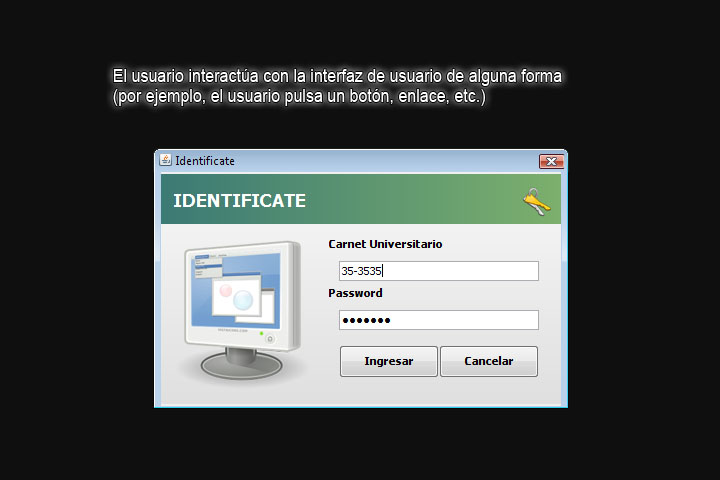 El usuario interactúa con la interfaz de usuario de alguna forma
(por ejemplo, el usuario pulsa un botón, enlace, etc.)
Identificate
IDENTIFICATE
Carnet Universitario
35-3535
Password
●●●●●●●
Ingresar Cancelar